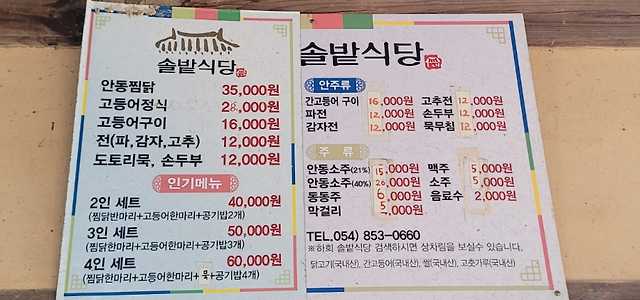 솔밭식당
안동찜닭 35,000원
고등어정식 28,000원
고등어구이 16,000원
전(파,감자,고추) 12,000원
도토리묵, 손두부 12,000원
인기메뉴
2인 세트 40,000원
(찜닭반마리+고등어한마리+공기밥2개)
3인 세트 50,000원
(찜닭한마리+고등어한마리+공기밥3개)
4인 세트 60,000원
(찜닭한마리+고등어한마리+묵+공기밥4개)
솔밭식당
안주류
간고등어 구이 16,000원 고추전 12,000원
파전 12,000원 손두부 12,000원
감자전 12,000원 묵무침 12,000원
주 류
안동소주(21%) 15,000원 맥주 5,000원
안동소주(40%) 20,000원 소주 5,000원
동동주 6,000원 음료수 2,000원
막걸리 5,000원
TEL.054) 853-0660
※하회 솔밭식당 검색하시면 상차림을 보실수 있습니다.
닭고기(국내산), 간고등어(국내산), 쌀(국내산), 고춧가루(국내산)